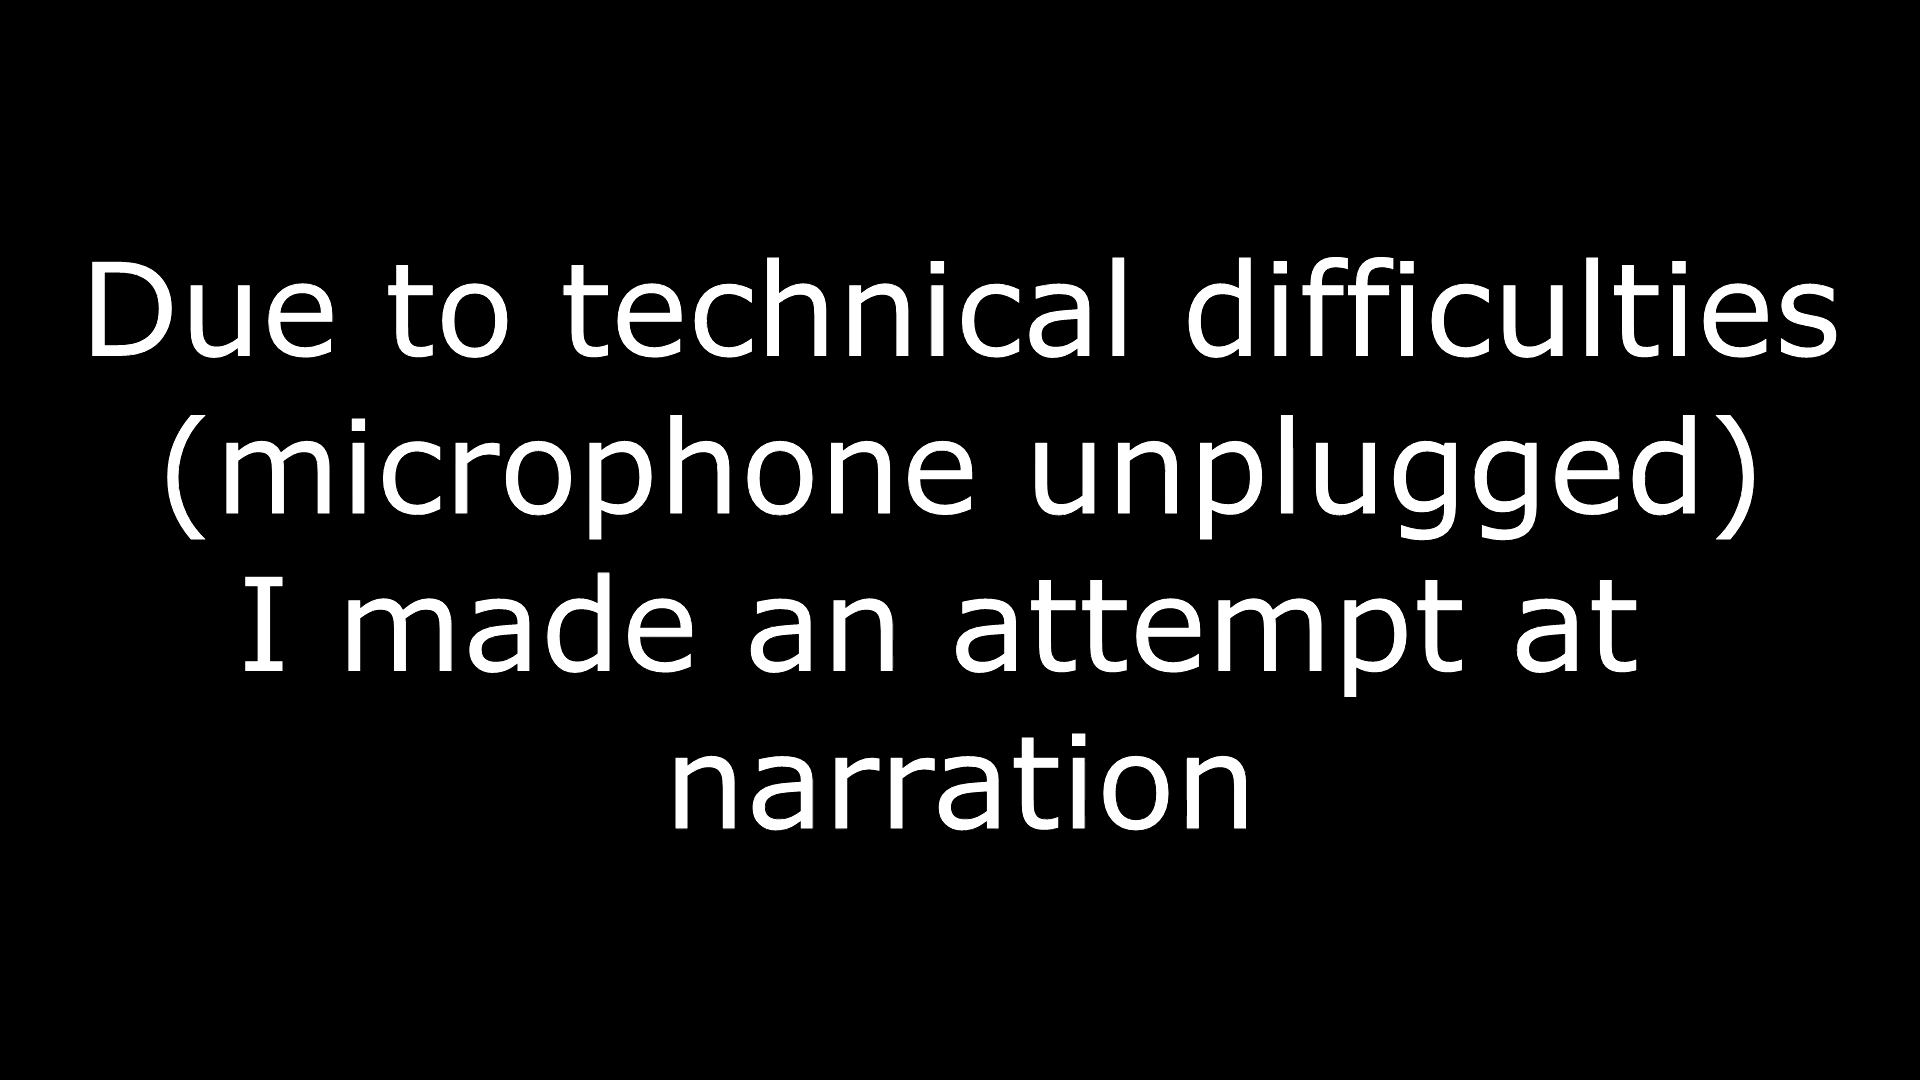 Due to technical difficulties
(microphone unplugged)
I made an attempt at
narration